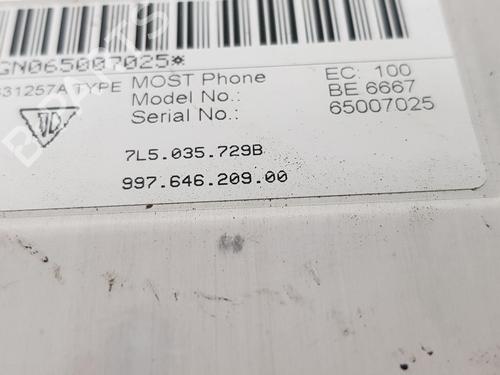 GN065007025*
331257A TYPE MOST Phone EC: 100
Model No.: BE 6667
Serial No.: 65007025
7L5.035.729B
997.646.209.00